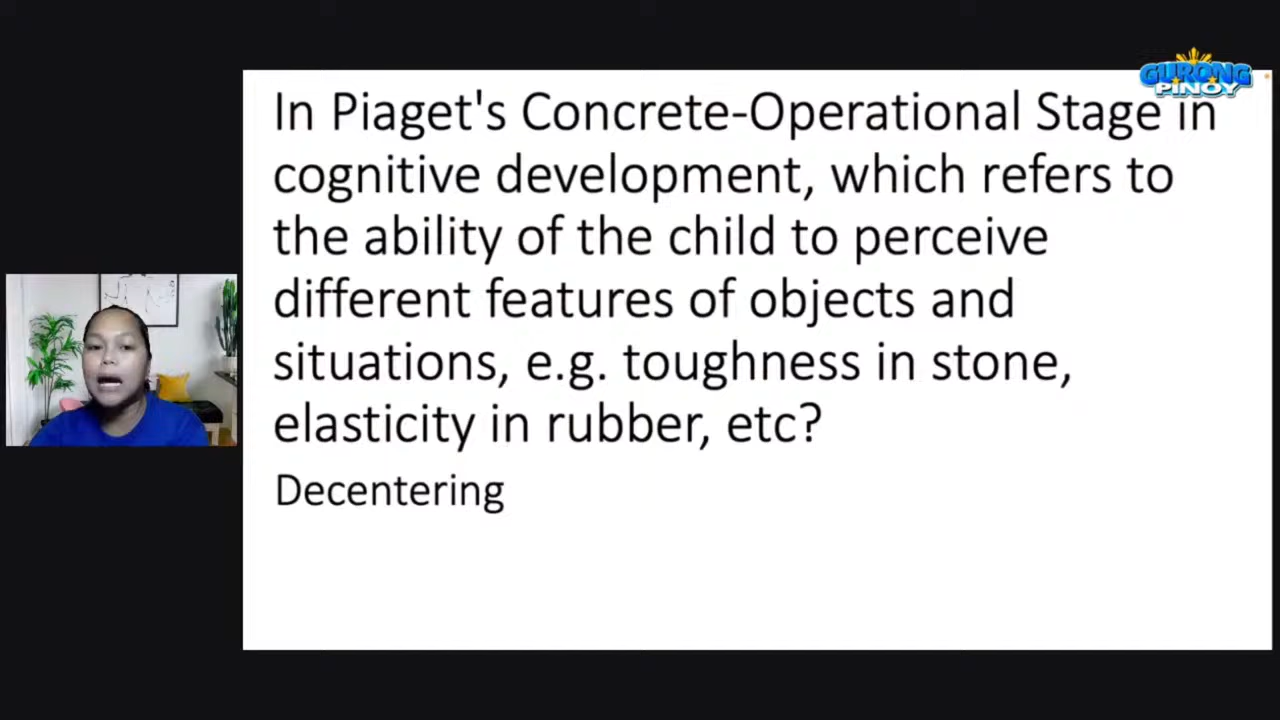 GURONG
PINOY
In Piaget's Concrete-Operational Stage in
cognitive development, which refers to
the ability of the child to perceive
different features of objects and
situations, e.g. toughness in stone,
elasticity in rubber, etc?
Decentering